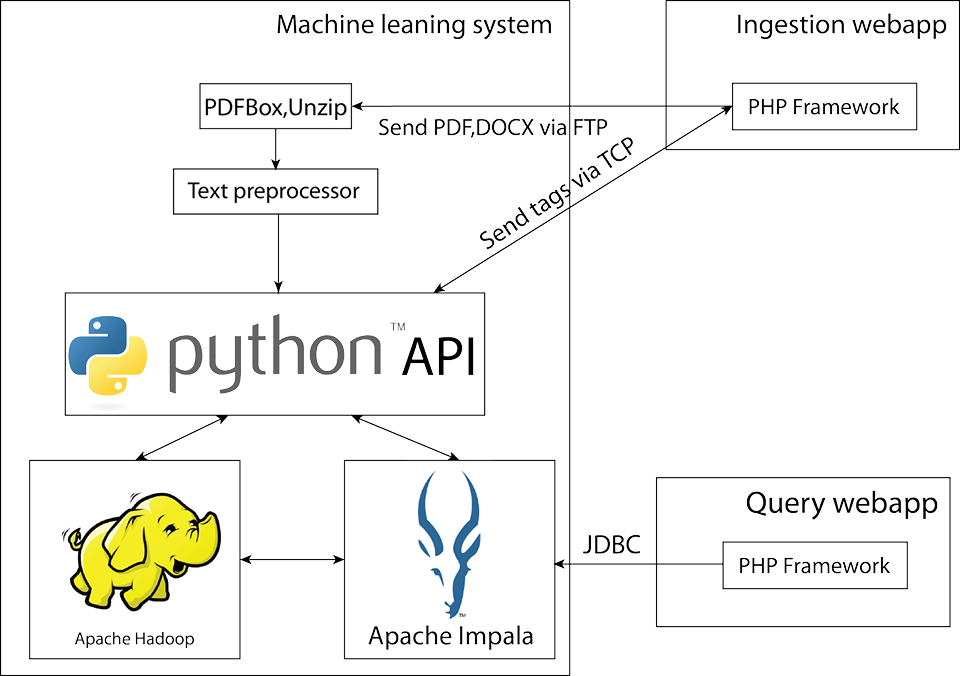 Machine leaning system
Ingestion webapp
PDFBox,Unzip
PHP Framework
Send PDF,DOCX via FTP
Send tags via TCP
Text preprocessor
python™ API
Apache Hadoop
™
Apache Impala
Query webapp
JDBC
PHP Framework